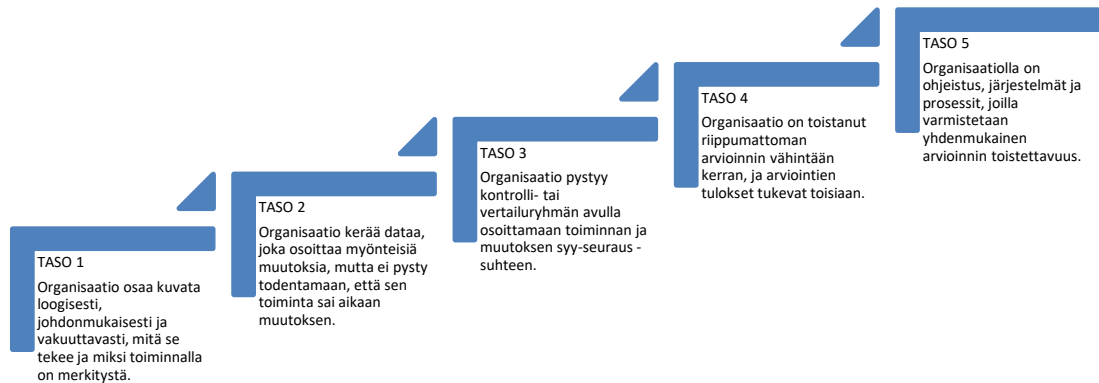 TASO 1
Organisaatio osaa kuvata
loogisesti,
johdonmukaisesti ja
vakuuttavasti, mitä se
tekee ja miksi toiminnalla
on merkitystä.
TASO 2
Organisaatio kerää dataa,
joka osoittaa myönteisiä
muutoksia, mutta ei pysty
todentamaan, että sen
toiminta sai aikaan
muutoksen.
TASO 3
Organisaatio pystyy
kontrolli- tai
vertailuryhmän avulla
osoittamaan toiminnan ja
muutoksen syy-seuraus -
suhteen.
TASO 4
Organisaatio on toistanut
riippumattoman
arvioinnin vähintään
kerran, ja arviointien
tulokset tukevat toisiaan.
TASO 5
Organisaatiolla on
ohjeistus, järjestelmät ja
prosessit, joilla
varmistetaan
yhdenmukainen
arvioinnin toistettavuus.